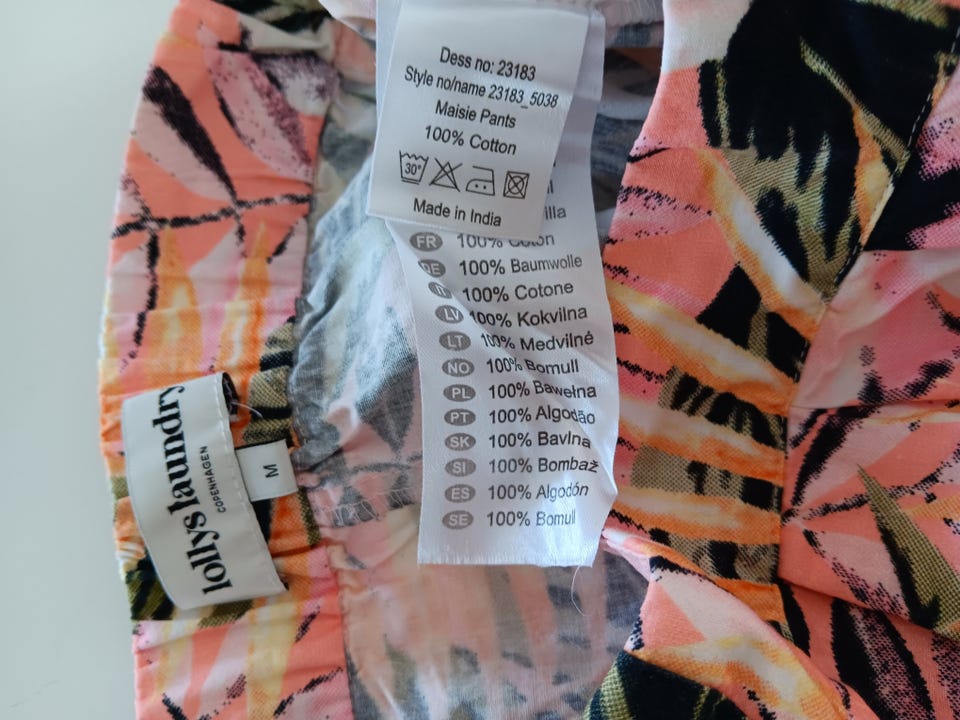 Dess no: 23183
Style no/name 23183_5038
Maisie Pants
100% Cotton
30°
Made in India
illa
FR 100% Coton
DE 100% Baumwolle
100% Cotone
LV 100% Kokvilna
LT 100% Medvilnė
NO 100% Bomull
PL 100% Bawełna
PT 100% Algodão
SK 100% Bavlna
SI 100% Bombaž
ES 100% Algodón
SE 100% Bomull
lollys laundry
COPENHAGEN
M